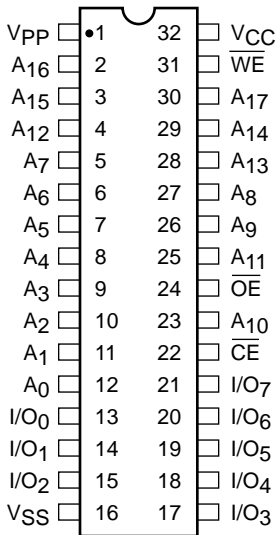 VPP 1 32 VCC
A16 2 31 WE
A15 3 30 A17
A12 4 29 A14
A7 5 28 A13
A6 6 27 A8
A5 7 26 A9
A4 8 25 A11
A3 9 24 OE
A2 10 23 A10
A1 11 22 CE
A0 12 21 I/O7
I/O0 13 20 I/O6
I/O1 14 19 I/O5
I/O2 15 18 I/O4
VSS 16 17 I/O3